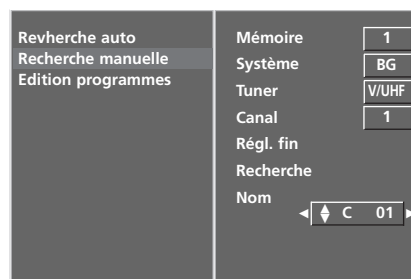 Revherche auto
Recherche manuelle
Edition programmes
Mémoire 1
Système BG
Tuner V/UHF
Canal 1
Régl. fin
Recherche
Nom
C 01